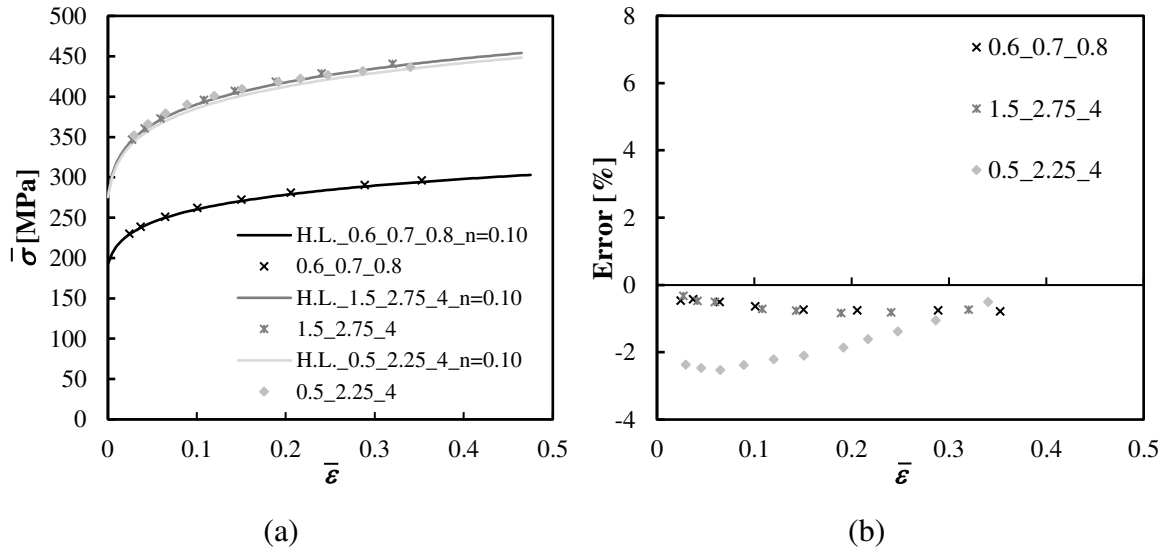 500
450
400
350
300
250
200
150
100
50
0
σ̅ [MPa]
H.L._0.6_0.7_0.8_n=0.10
0.6_0.7_0.8
H.L._1.5_2.75_4_n=0.10
1.5_2.75_4
H.L._0.5_2.25_4_n=0.10
0.5_2.25_4
0 0.1 0.2 0.3 0.4 0.5
ε̅
(a)
8
6
4
2
0
-2
-4
Error [%]
0.6_0.7_0.8
1.5_2.75_4
0.5_2.25_4
0 0.1 0.2 0.3 0.4 0.5
ε̅
(b)